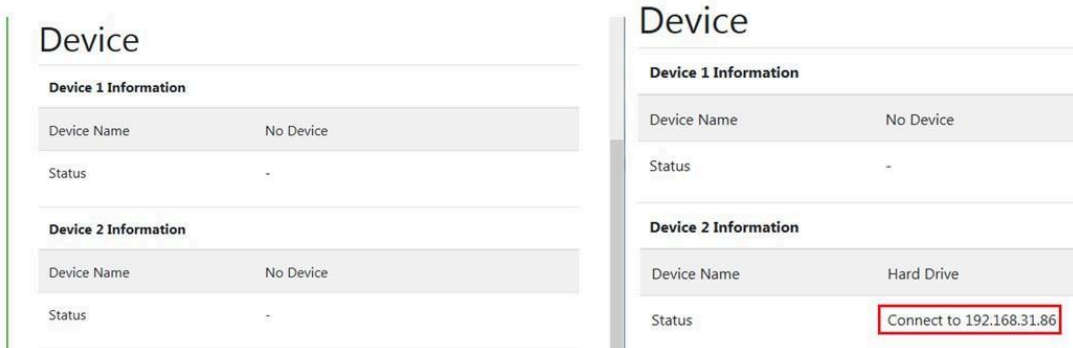 Device
Device 1 Information
Device Name No Device
Status -
Device 2 Information
Device Name No Device
Status -
Device
Device 1 Information
Device Name No Device
Status -
Device 2 Information
Device Name Hard Drive
Status Connect to 192.168.31.86